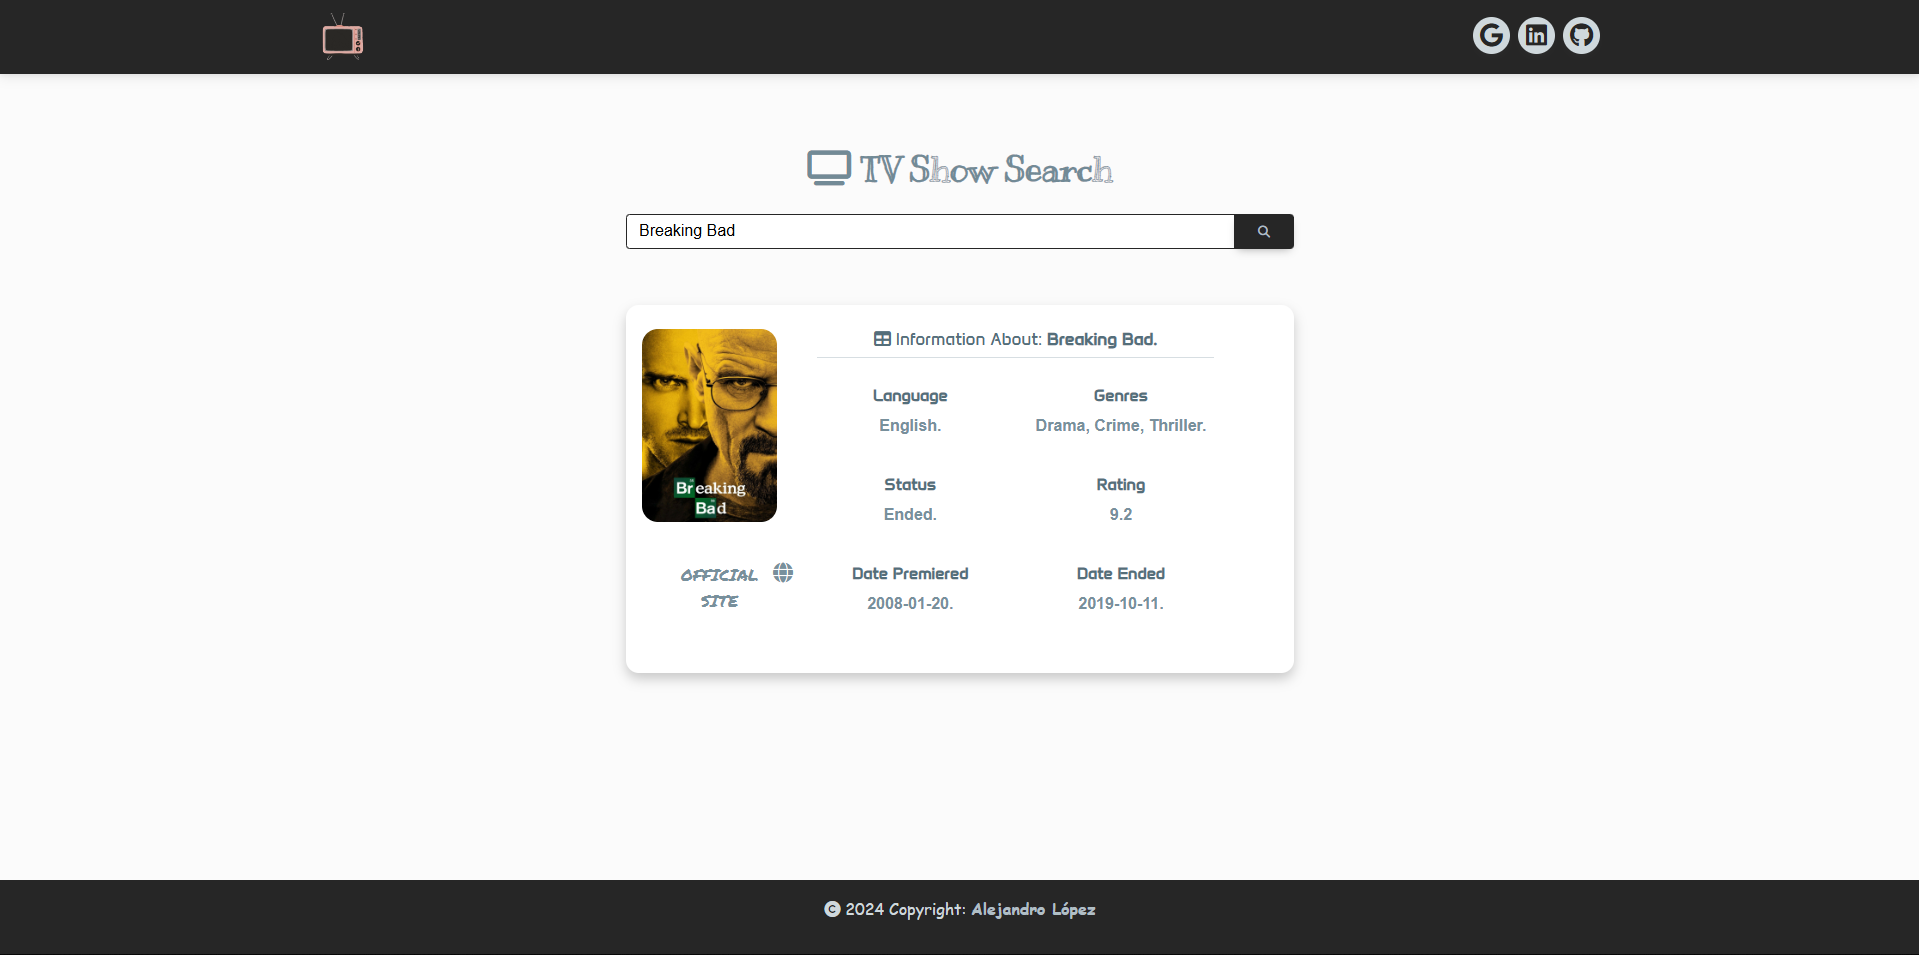 TV Show Search
Breaking Bad
Information About: Breaking Bad.
Breaking
Bad
Language
English.
Genres
Drama, Crime, Thriller.
Status
Ended.
Rating
9.2
OFFICIAL
SITE
Date Premiered
2008-01-20.
Date Ended
2019-10-11.
© 2024 Copyright: Alejandro López